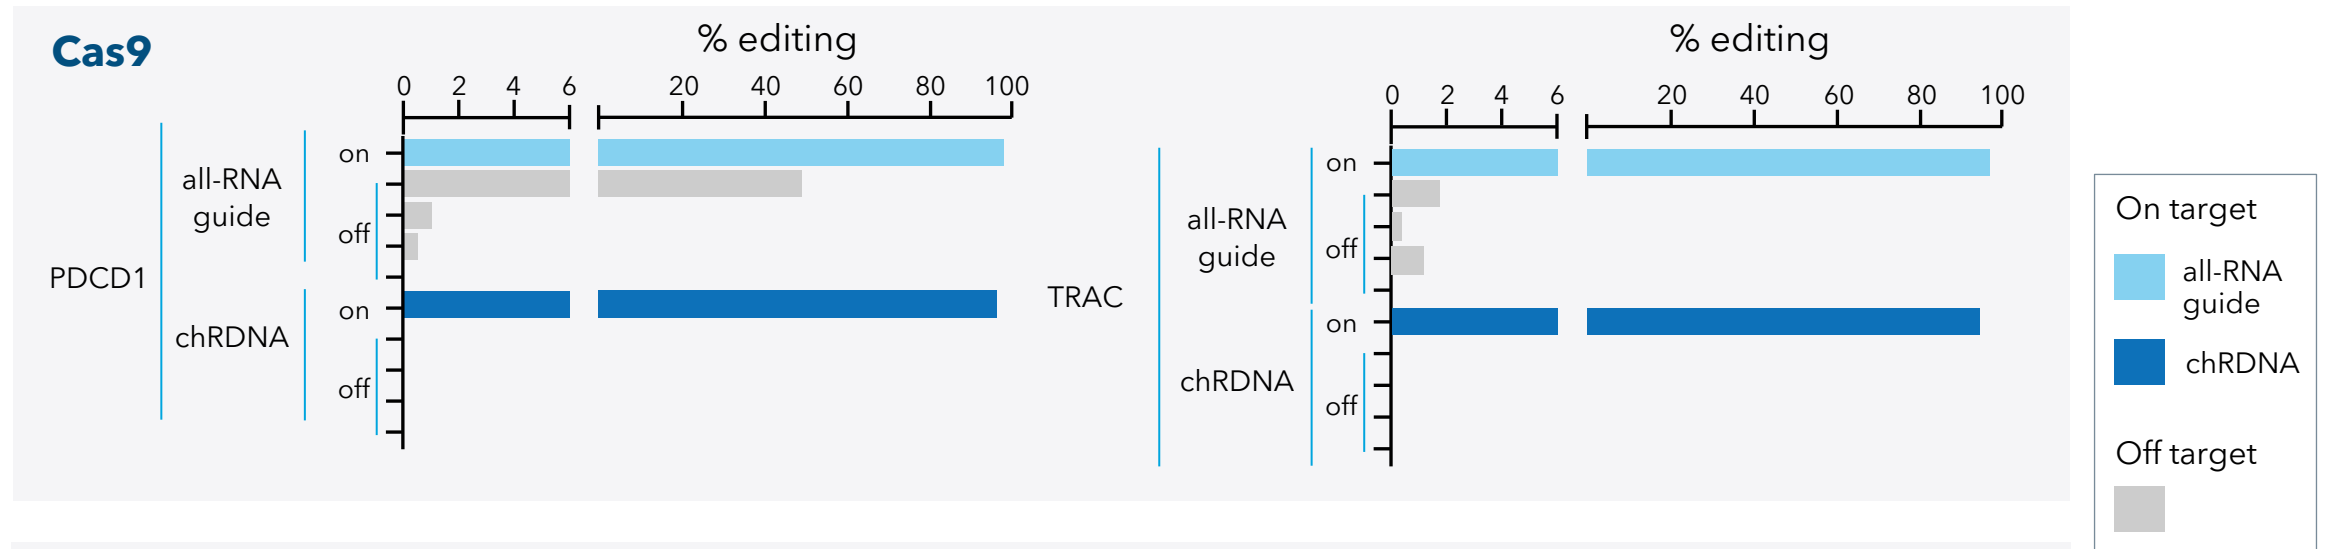 Cas9
% editing
0 2 4 6 20 40 60 80 100
PDCD1
all-RNA
guide
on
off
chRDNA
on
off
% editing
0 2 4 6 20 40 60 80 100
TRAC
all-RNA
guide
on
off
chRDNA
on
off
On target
all-RNA
guide
chRDNA
Off target